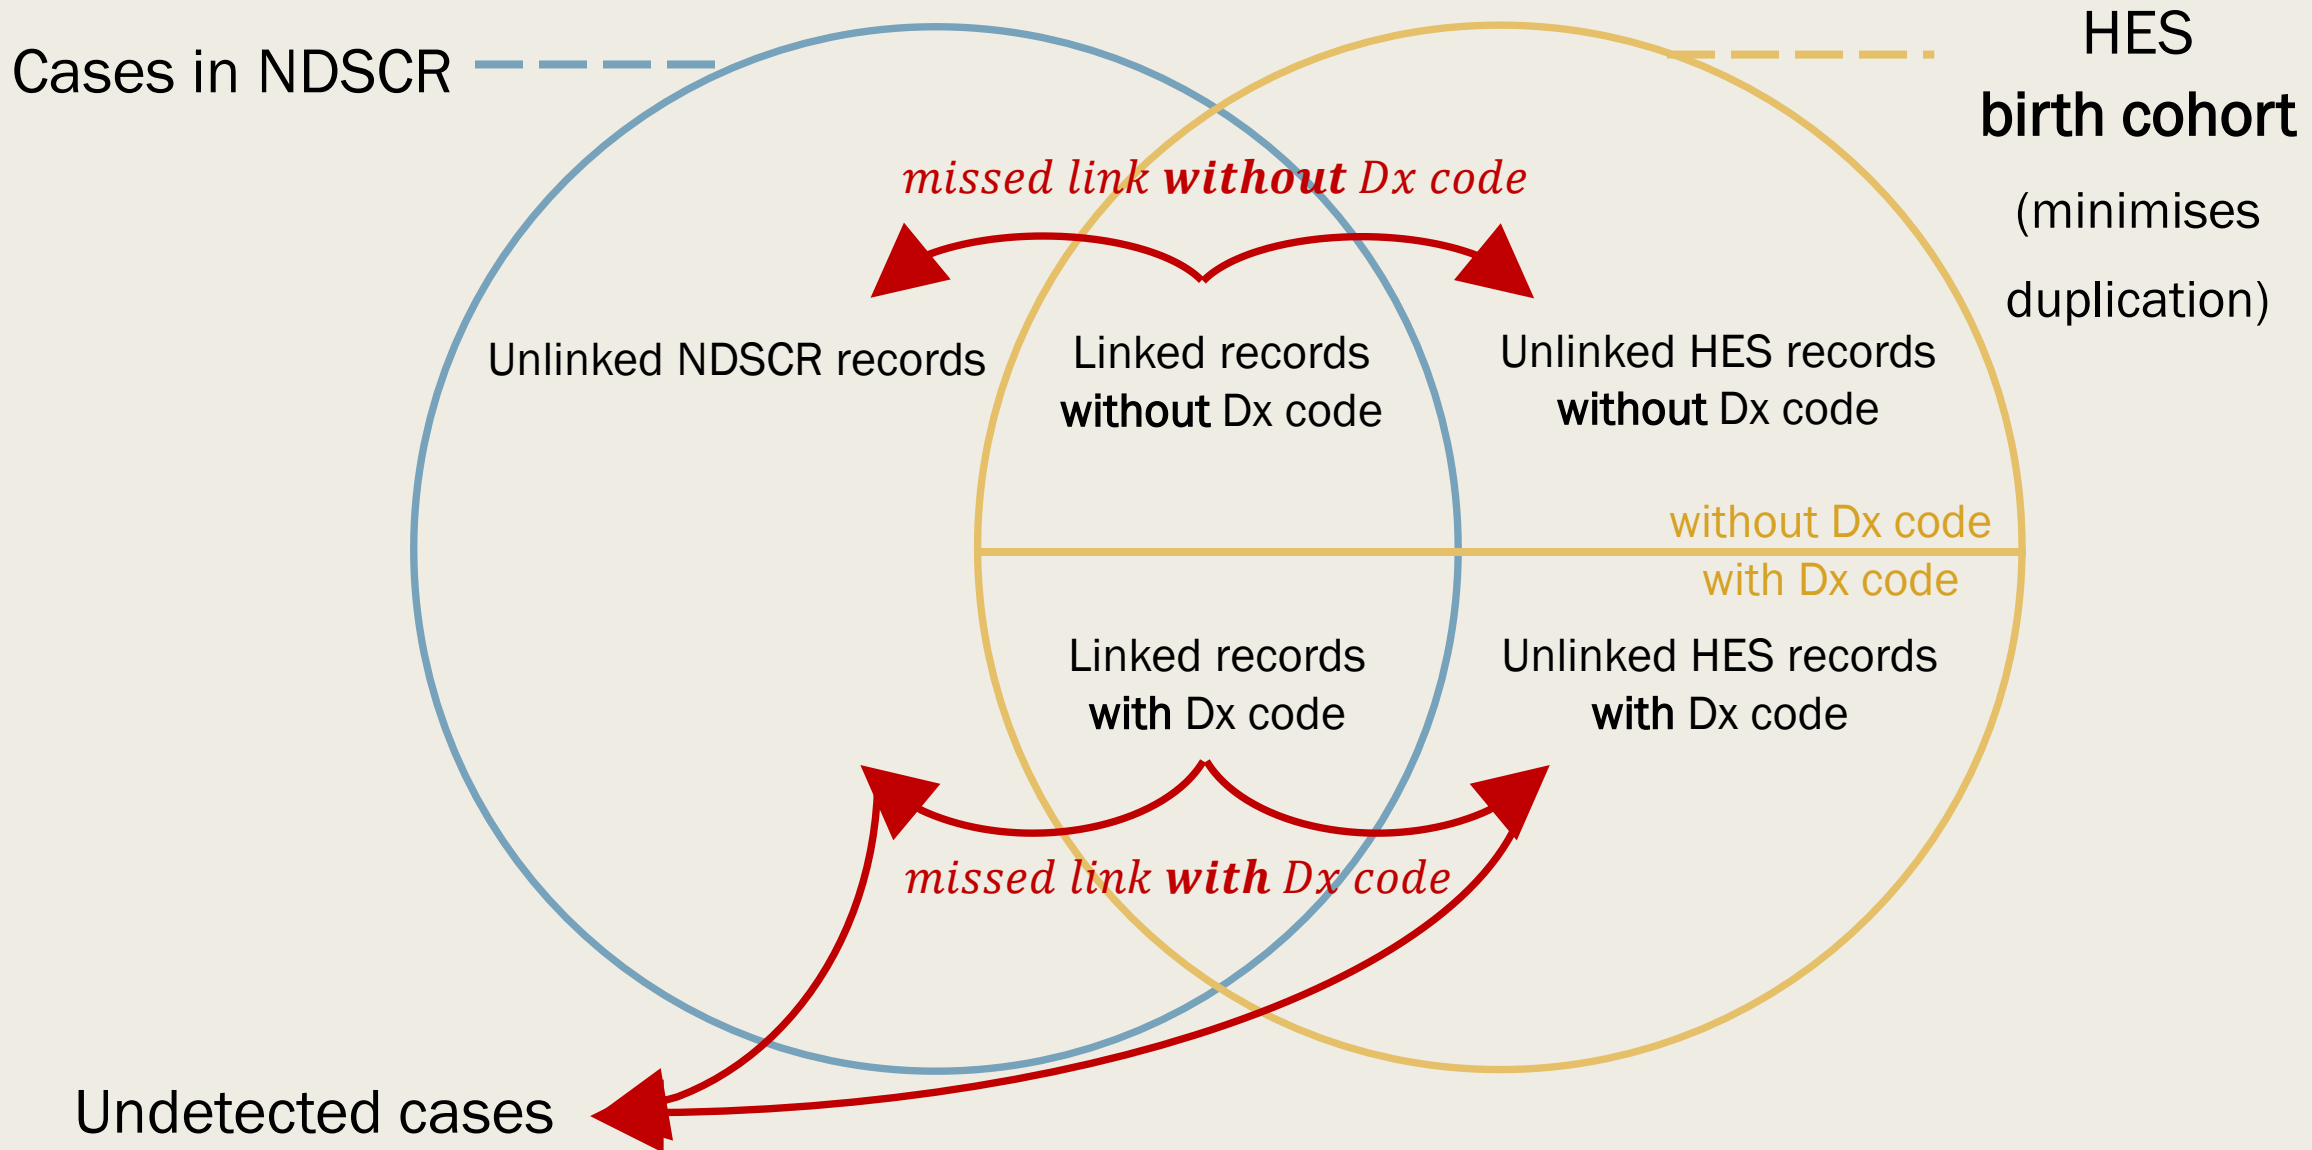 Cases in NDSCR
HES
birth cohort
(minimises
duplication)
missed link without Dx code
Unlinked NDSCR records
Linked records
without Dx code
Unlinked HES records
without Dx code
without Dx code
with Dx code
Linked records
with Dx code
Unlinked HES records
with Dx code
missed link with Dx code
Undetected cases